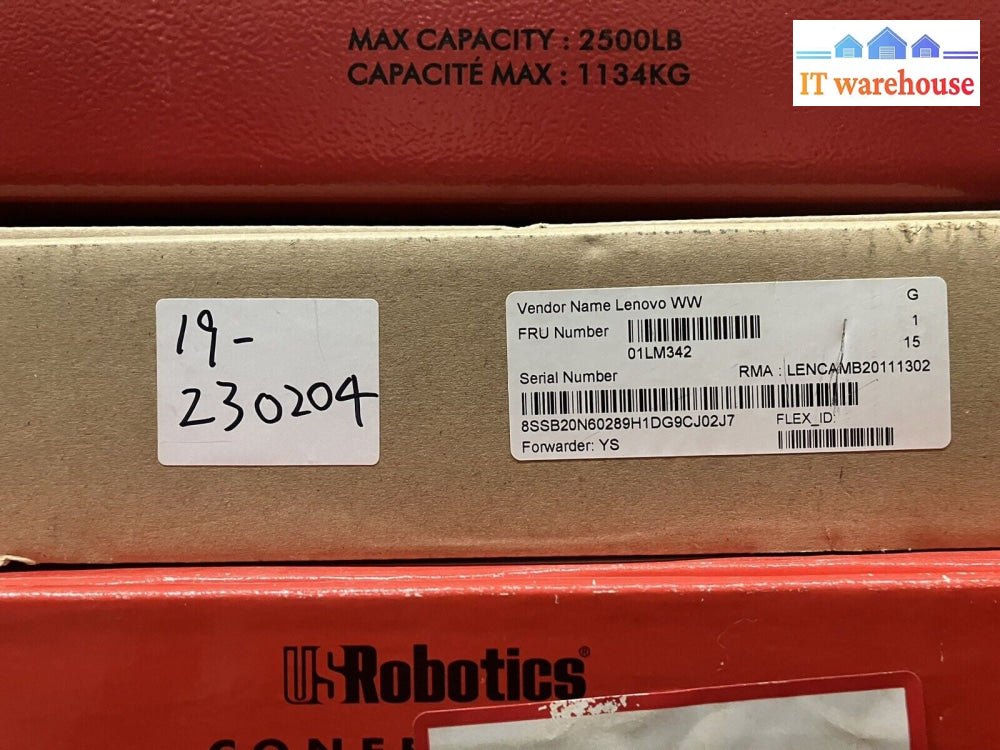 MAX CAPACITY : 2500LB
CAPACITÉ MAX : 1134KG
IT warehouse
19-
230204
Vendor Name Lenovo WW
G
FRU Number
1
01LM342
15
Serial Number
RMA : LENCAMB20111302
8SSB20N60289H1DG9CJ02J7
FLEX_ID:
Forwarder: YS
USRobotics®